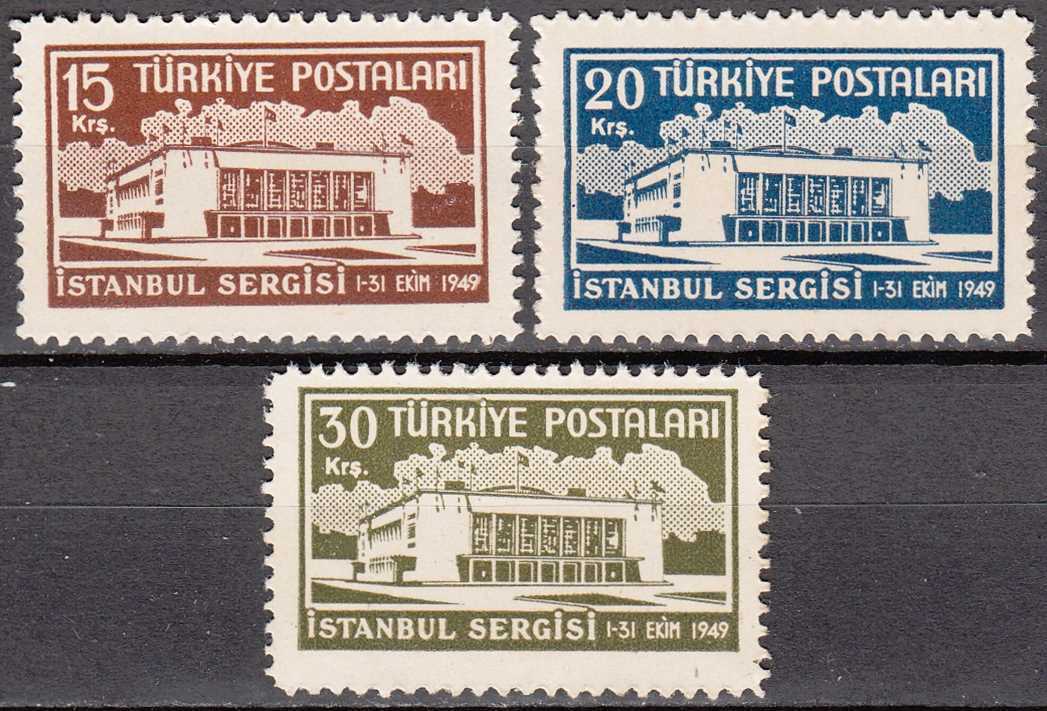 15 TÜRKİYE POSTALARI
Krş.
İSTANBUL SERGİSİ 1-31 EKİM 1949
20 TÜRKİYE POSTALARI
Krş.
İSTANBUL SERGİSİ 1-31 EKİM 1949
30 TÜRKİYE POSTALARI
Krş.
İSTANBUL SERGİSİ 1-31 EKİM 1949